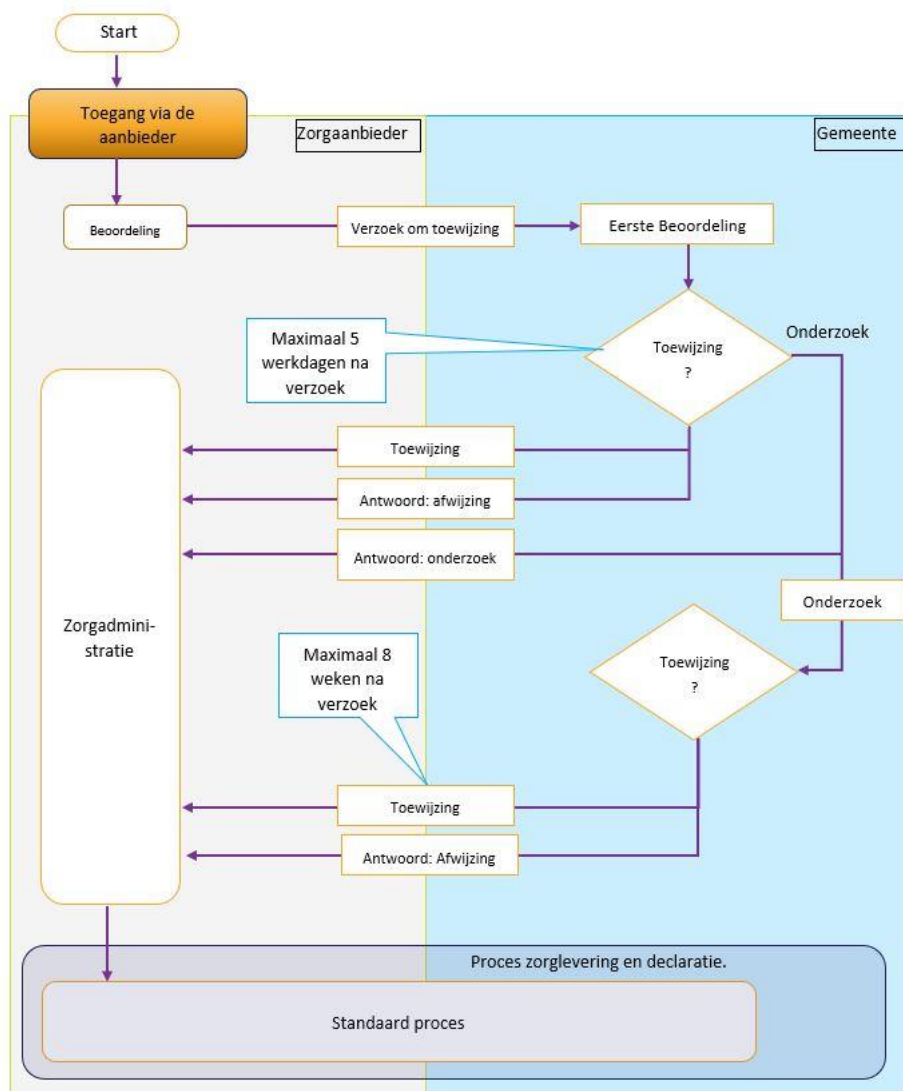 Start
Toegang via de
aanbieder
Zorgaanbieder
Gemeente
Beoordeling
Verzoek om toewijzing
Eerste Beoordeling
Maximaal 5
werkdagen na
verzoek
Toewijzing
?
Onderzoek
Toewijzing
Antwoord: afwijzing
Antwoord: onderzoek
Onderzoek
Zorgadmini-
stratie
Maximaal 8
weken na
verzoek
Toewijzing
?
Toewijzing
Antwoord: Afwijzing
Proces zorglevering en declaratie.
Standaard proces